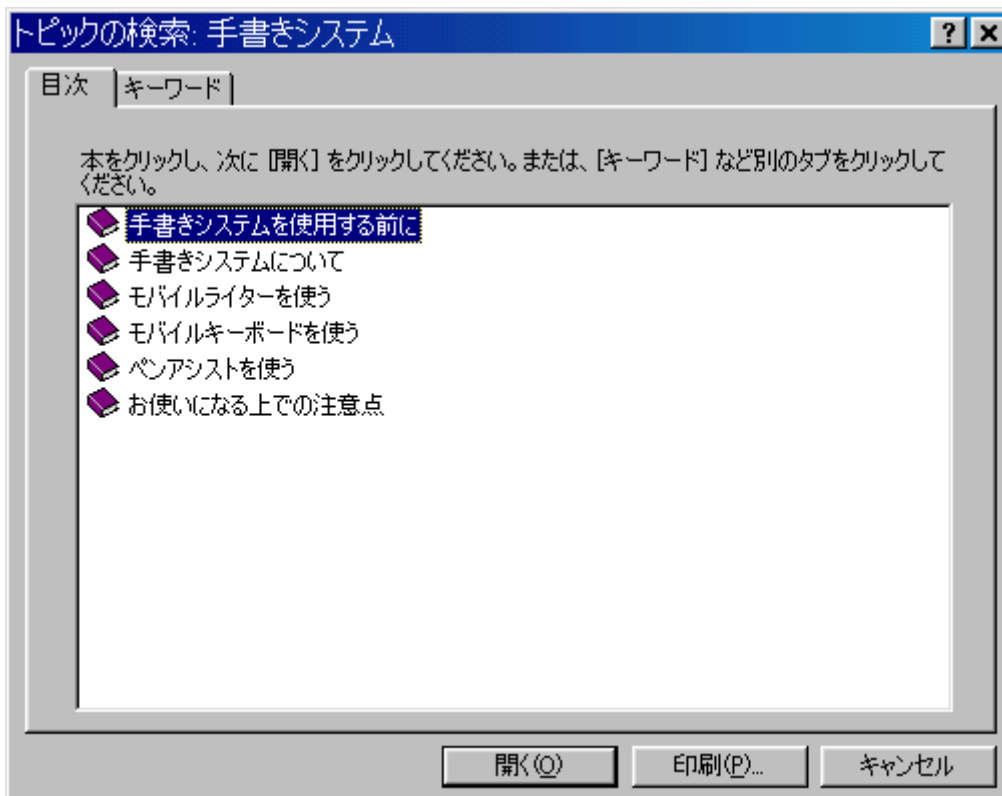 トピックの検索: 手書きシステム
目次
キーワード
本をクリックし、次に [開く] をクリックしてください。または、[キーワード] など別のタブをクリックして
ください。
手書きシステムを使用する前に
手書きシステムについて
モバイルライターを使う
モバイルキーボードを使う
ペンアシストを使う
お使いになる上での注意点
開く(O)
印刷(P)...
キャンセル